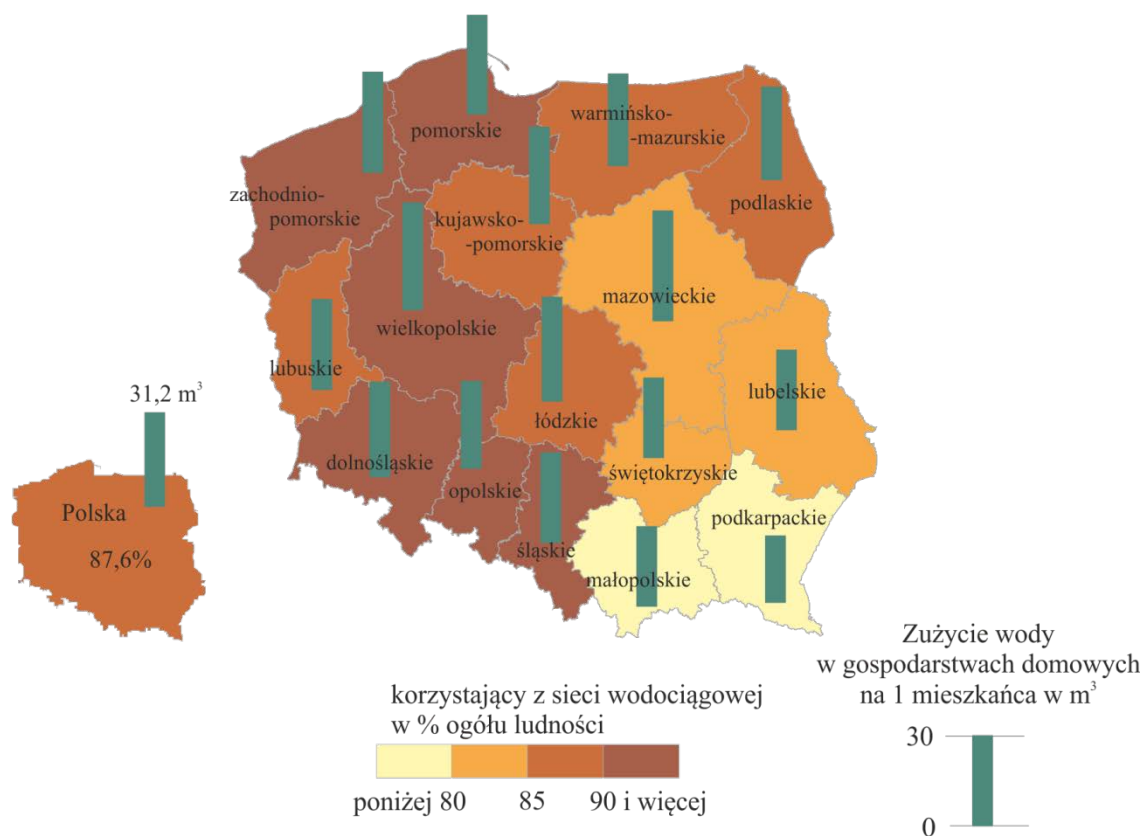 pomorskie
warmińsko-
-mazurskie
podlaskie
zachodnio-
pomorskie
kujawsko-
-pomorskie
mazowieckie
wielkopolskie
lubuskie
lubelskie
31,2 m³
łódzkie
dolnośląskie
opolskie
świętokrzyskie
Polska
87,6%
podkarpackie
śląskie
małopolskie
Zużycie wody
w gospodarstwach domowych
na 1 mieszkańca w m³
30
0
korzystający z sieci wodociągowej
w % ogółu ludności
poniżej 80 85 90 i więcej